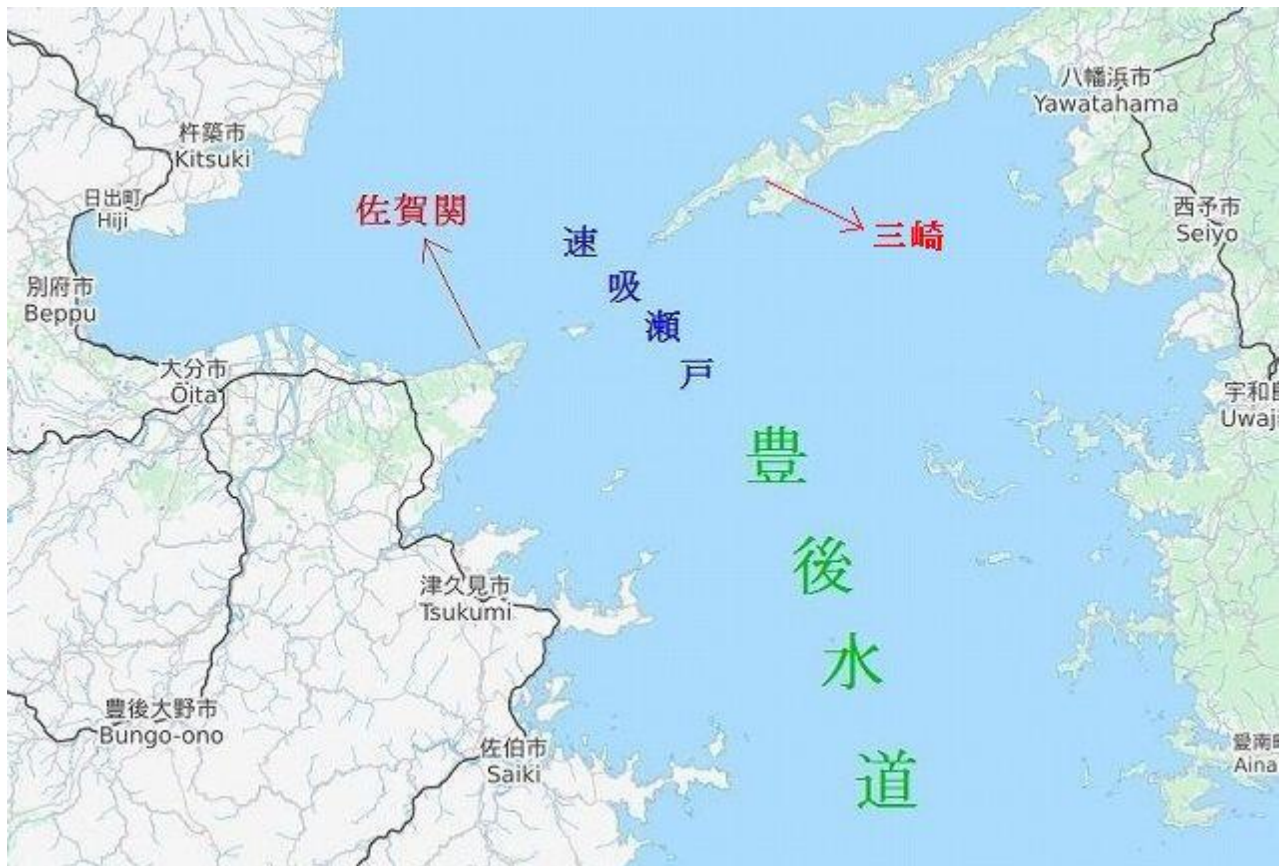 八幡浜市
Yawatahama
杵築市
Kitsuki
日出町
Hiji
佐賀関
三崎
西予市
Seiyo
速吸瀬戸
別府市
Beppu
大分市
Ōita
豊後水道
津久見市
Tsukumi
豊後大野市
Bungo-ono
佐伯市
Saiki
宇和
Uwaj
愛南
Aina